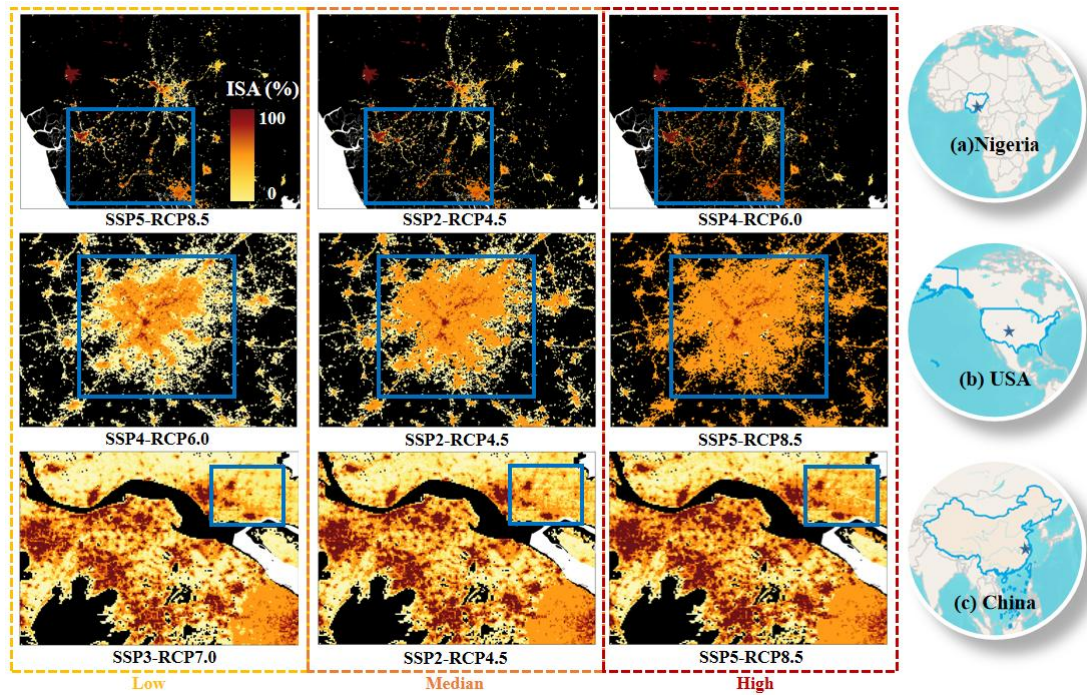 ISA (%)
100
0
SSP5-RCP8.5
SSP2-RCP4.5
SSP4-RCP6.0
(a)Nigeria
SSP4-RCP6.0
SSP2-RCP4.5
SSP5-RCP8.5
(b) USA
SSP3-RCP7.0
SSP2-RCP4.5
SSP5-RCP8.5
(c) China
Low
Median
High